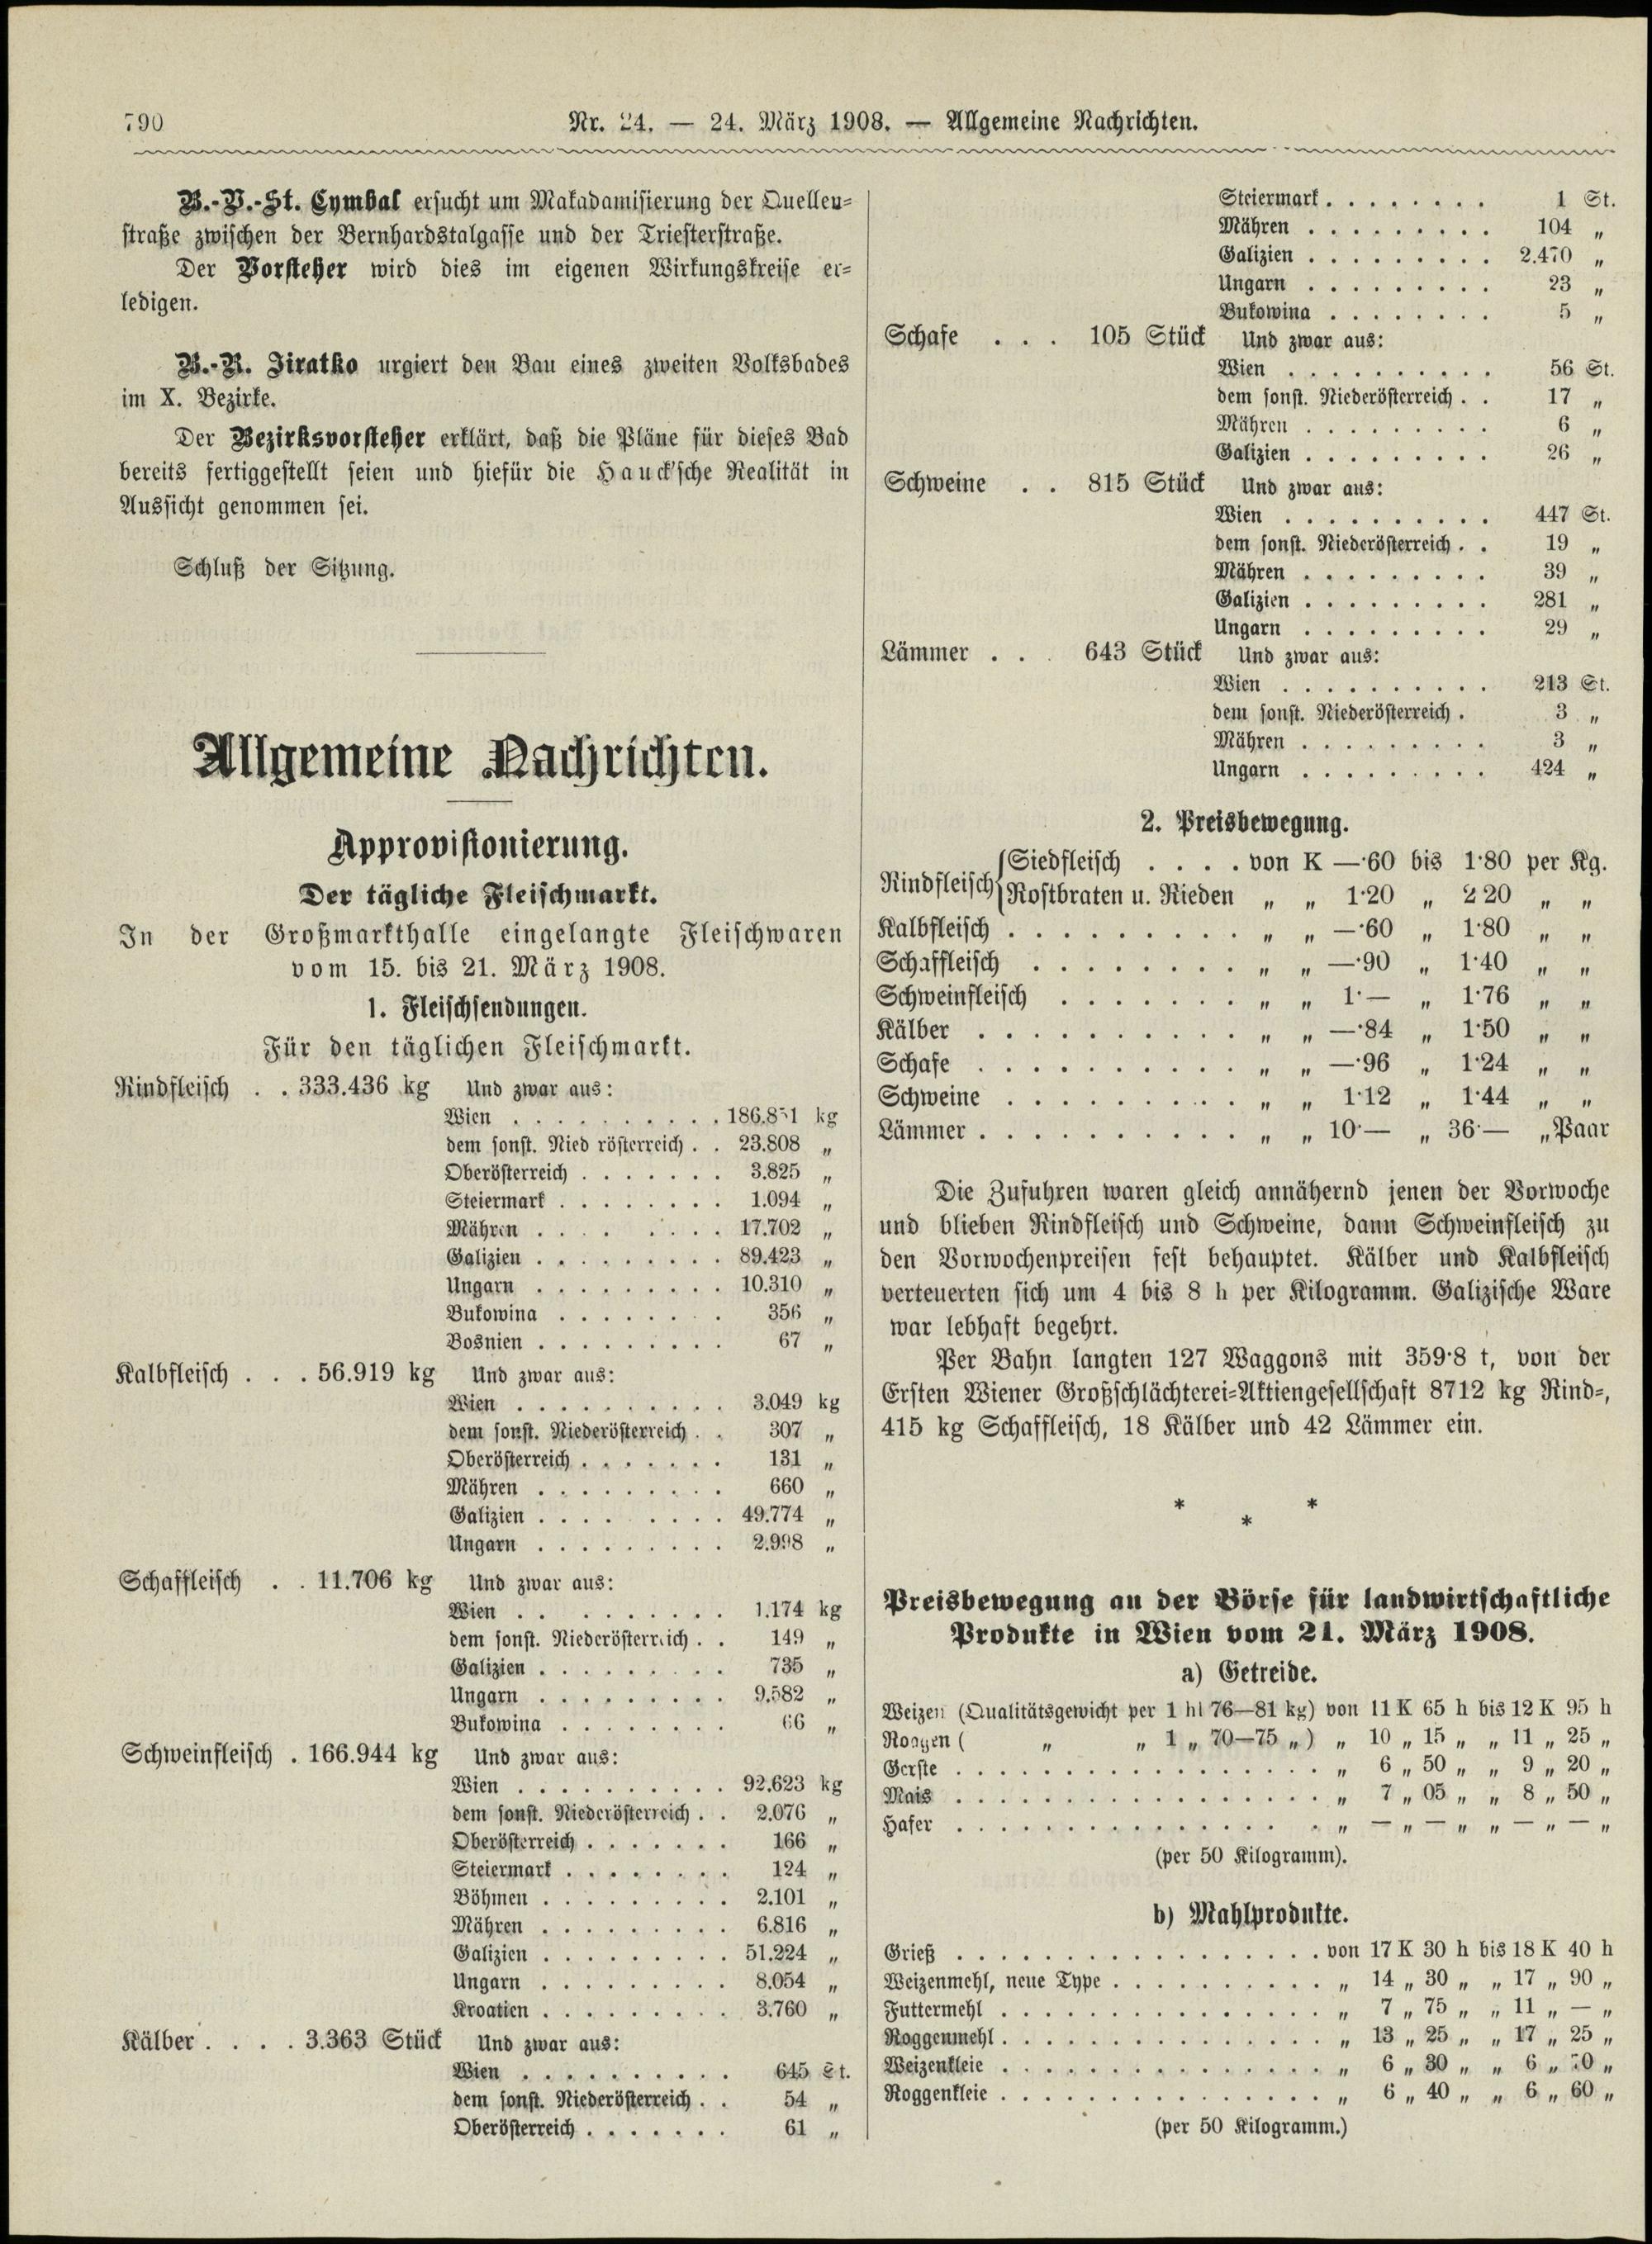 790
Nr. 24. — 24. März 1908. — Allgemeine Nachrichten.
B.-V.-St. Cymbal ersucht um Makadamisierung der Quellen=
straße zwischen der Bernhardstalgasse und der Triesterstraße.
Der Vorsteher wird dies im eigenen Wirkungskreise er=
ledigen.
B.-R. Jiratko urgiert den Bau eines zweiten Volksbades
im X. Bezirke.
Der Bezirksvorsteher erklärt, daß die Pläne für dieses Bad
bereits fertiggestellt seien und hiefür die Hauck'sche Realität in
Aussicht genommen sei.
Schluß der Sitzung.
Allgemeine Nachrichten.
Approvisionierung.
Der tägliche Fleischmarkt.
In der Großmarkthalle eingelangte Fleischwaren
vom 15. bis 21. März 1908.
1. Fleischsendungen.
Für den täglichen Fleischmarkt.
Rindfleisch . . 333.436 kg Und zwar aus:
Wien . . . . . . . . . . 186.851 kg
dem sonst. Nied rösterreich . . 23.808 „
Oberösterreich . . . . . . . 3.825 „
Steiermark . . . . . . . . 1.094 „
Mähren . . . . . . . . 17.702 „
Galizien . . . . . . . . . 89.423 „
Ungarn . . . . . . . . . 10.310 „
Bukowina . . . . . . . . 356 „
Bosnien . . . . . . . . . 67 „
Kalbfleisch . . . 56.919 kg Und zwar aus:
Wien . . . . . . . . . . 3.049 kg
dem sonst. Niederösterreich . . 307 „
Oberösterreich . . . . . . . 131 „
Mähren . . . . . . . . . 660 „
Galizien . . . . . . . . 49.774 „
Ungarn . . . . . . . . . 2.998 „
Schaffleisch . . 11.706 kg Und zwar aus:
Wien . . . . . . . . . 1.174 kg
dem sonst. Niederösterreich . . 149 „
Galizien . . . . . . . . . 735 „
Ungarn . . . . . . . . . 9.582 „
Bukowina . . . . . . . . 66 „
Schweinfleisch . 166.944 kg Und zwar aus:
Wien . . . . . . . . . . 92.623 kg
dem sonst. Niederösterreich . . 2.076 „
Oberösterreich . . . . . . . 166 „
Steiermark . . . . . . . . 124 „
Böhmen . . . . . . . . . 2.101 „
Mähren . . . . . . . . . 6.816 „
Galizien . . . . . . . . . 51.224 „
Ungarn . . . . . . . . . 8.054 „
Kroatien . . . . . . . . . 3.760 „
Kälber . . . . 3.363 Stück Und zwar aus:
Wien . . . . . . . . . . 645 St.
dem sonst. Niederösterreich . . 54 „
Oberösterreich . . . . . . . 61 „
Steiermark . . . . . . . . 1 St.
Mähren . . . . . . . . . 104 „
Galizien . . . . . . . . . 2.470 „
Ungarn . . . . . . . . . 23 „
Bukowina . . . . . . . . 5 „
Schafe . . . 105 Stück Und zwar aus:
Wien . . . . . . . . . . 56 St.
dem sonst. Niederösterreich . . 17 „
Mähren . . . . . . . . . 6 „
Galizien . . . . . . . . . 26 „
Schweine . . 815 Stück Und zwar aus:
Wien . . . . . . . . . . 447 St.
dem sonst. Niederösterreich . . 19 „
Mähren . . . . . . . . . 39 „
Galizien . . . . . . . . . 281 „
Ungarn . . . . . . . . . 29 „
Lämmer . . . 643 Stück Und zwar aus:
Wien . . . . . . . . . . 213 St.
dem sonst. Niederösterreich . 3 „
Mähren . . . . . . . . . 3 „
Ungarn . . . . . . . . . 424 „
2. Preisbewegung.
Rindfleisch { Siedfleisch . . . . von K —·60 bis 1·80 per Kg.
Rostbraten u. Rieden „ „ 1·20 „ 2 20 „ „
Kalbfleisch . . . . . . . . . . „ „ —·60 „ 1·80 „ „
Schaffleisch . . . . . . . . . „ „ —·90 „ 1·40 „ „
Schweinfleisch . . . . . . . . „ „ 1·— „ 1·76 „ „
Kälber . . . . . . . . . . . „ „ —·84 „ 1·50 „ „
Schafe . . . . . . . . . . . „ „ —·96 „ 1·24 „ „
Schweine . . . . . . . . . . „ „ 1·12 „ 1·44 „ „
Lämmer . . . . . . . . . . . „ „ 10·— „ 36·— „ Paar
Die Zufuhren waren gleich annähernd jenen der Vorwoche
und blieben Rindfleisch und Schweine, dann Schweinfleisch zu
den Vorwochenpreisen fest behauptet. Kälber und Kalbfleisch
verteuerten sich um 4 bis 8 h per Kilogramm. Galizische Ware
war lebhaft begehrt.
Per Bahn langten 127 Waggons mit 359·8 t, von der
Ersten Wiener Großschlächterei=Aktiengesellschaft 8712 kg Rind=,
415 kg Schaffleisch, 18 Kälber und 42 Lämmer ein.
* * *
Preisbewegung an der Börse für landwirtschaftliche
Produkte in Wien vom 21. März 1908.
a) Getreide.
Weizen (Qualitätsgewicht per 1 hl 76—81 kg) von 11 K 65 h bis 12 K 95 h
Roggen ( „ „ 1 „ 70—75 „ ) „ 10 „ 15 „ „ 11 „ 25 „
Gerste . . . . . . . . . . . . . . . . . „ 6 „ 50 „ „ 9 „ 20 „
Mais . . . . . . . . . . . . . . . . . „ 7 „ 05 „ „ 8 „ 50 „
Hafer . . . . . . . . . . . . . . . . „ — „ — „ „ — „ — „
(per 50 Kilogramm).
b) Mahlprodukte.
Grieß . . . . . . . . . . . . . . . . . von 17 K 30 h bis 18 K 40 h
Weizenmehl, neue Type . . . . . . . . . . „ 14 „ 30 „ „ 17 „ 90 „
Futtermehl . . . . . . . . . . . . . . . „ 7 „ 75 „ „ 11 „ — „
Roggenmehl . . . . . . . . . . . . . . . „ 13 „ 25 „ „ 17 „ 25 „
Weizenkleie . . . . . . . . . . . . . . . „ 6 „ 30 „ „ 6 „ 70 „
Roggenkleie . . . . . . . . . . . . . . . „ 6 „ 40 „ „ 6 „ 60 „
(per 50 Kilogramm.)